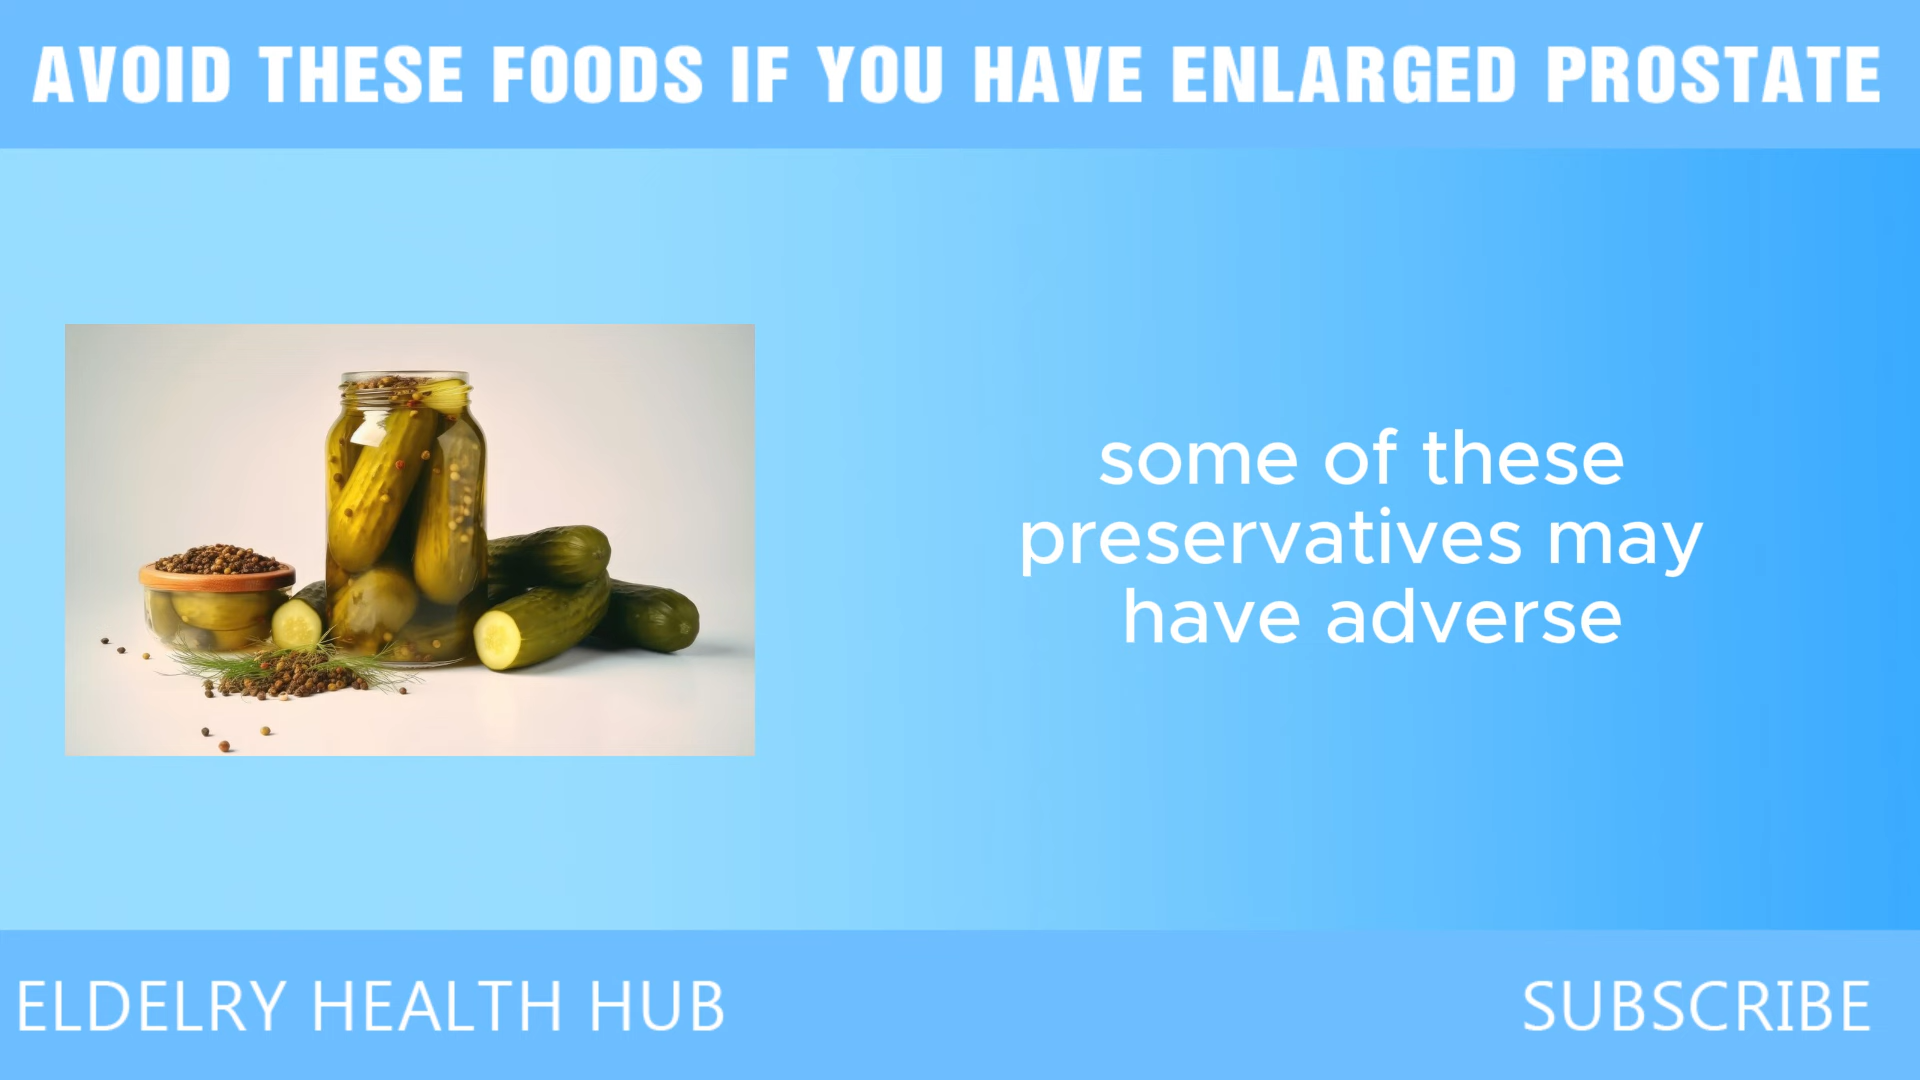 AVOID THESE FOODS IF YOU HAVE ENLARGED PROSTATE
some of these
preservatives may
have adverse
ELDELRY HEALTH HUB
SUBSCRIBE